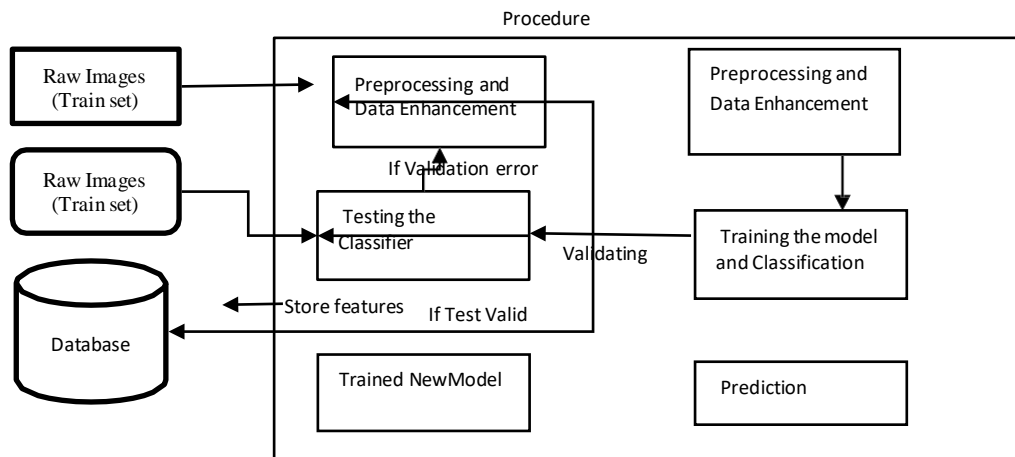 Procedure
Raw Images
(Train set)
Preprocessing and
Data Enhancement
Preprocessing and
Data Enhancement
If Validation error
Raw Images
(Train set)
Testing the
Classifier
Validating
Training the model
and Classification
Store features
If Test Valid
Database
Trained NewModel
Prediction